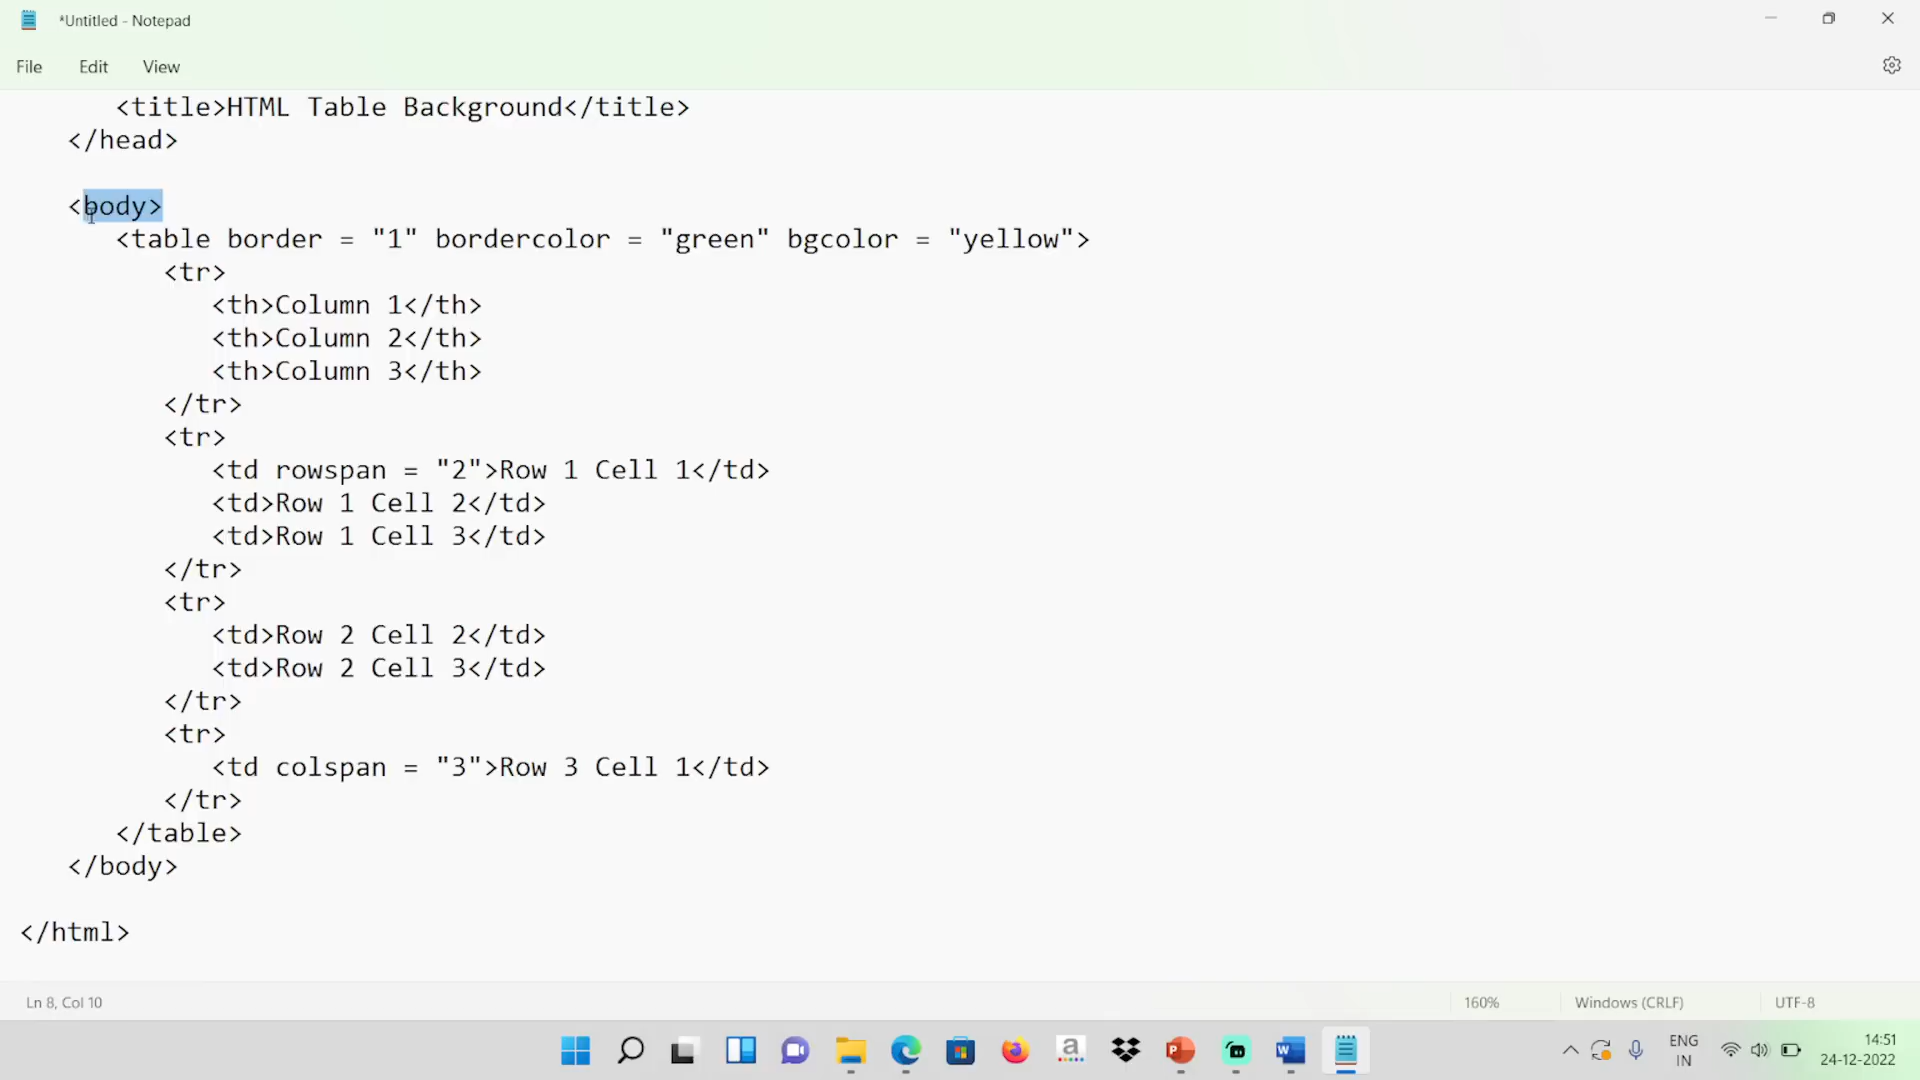 *Untitled - Notepad
File Edit View
<title>HTML Table Background</title>
</head>
<body>
<table border = "1" bordercolor = "green" bgcolor = "yellow">
<tr>
<th>Column 1</th>
<th>Column 2</th>
<th>Column 3</th>
</tr>
<tr>
<td rowspan = "2">Row 1 Cell 1</td>
<td>Row 1 Cell 2</td>
<td>Row 1 Cell 3</td>
</tr>
<tr>
<td>Row 2 Cell 2</td>
<td>Row 2 Cell 3</td>
</tr>
<tr>
<td colspan = "3">Row 3 Cell 1</td>
</tr>
</table>
</body>
</html>
Ln 8, Col 10 160% Windows (CRLF) UTF-8
a ENG 14:51
IN 24-12-2022